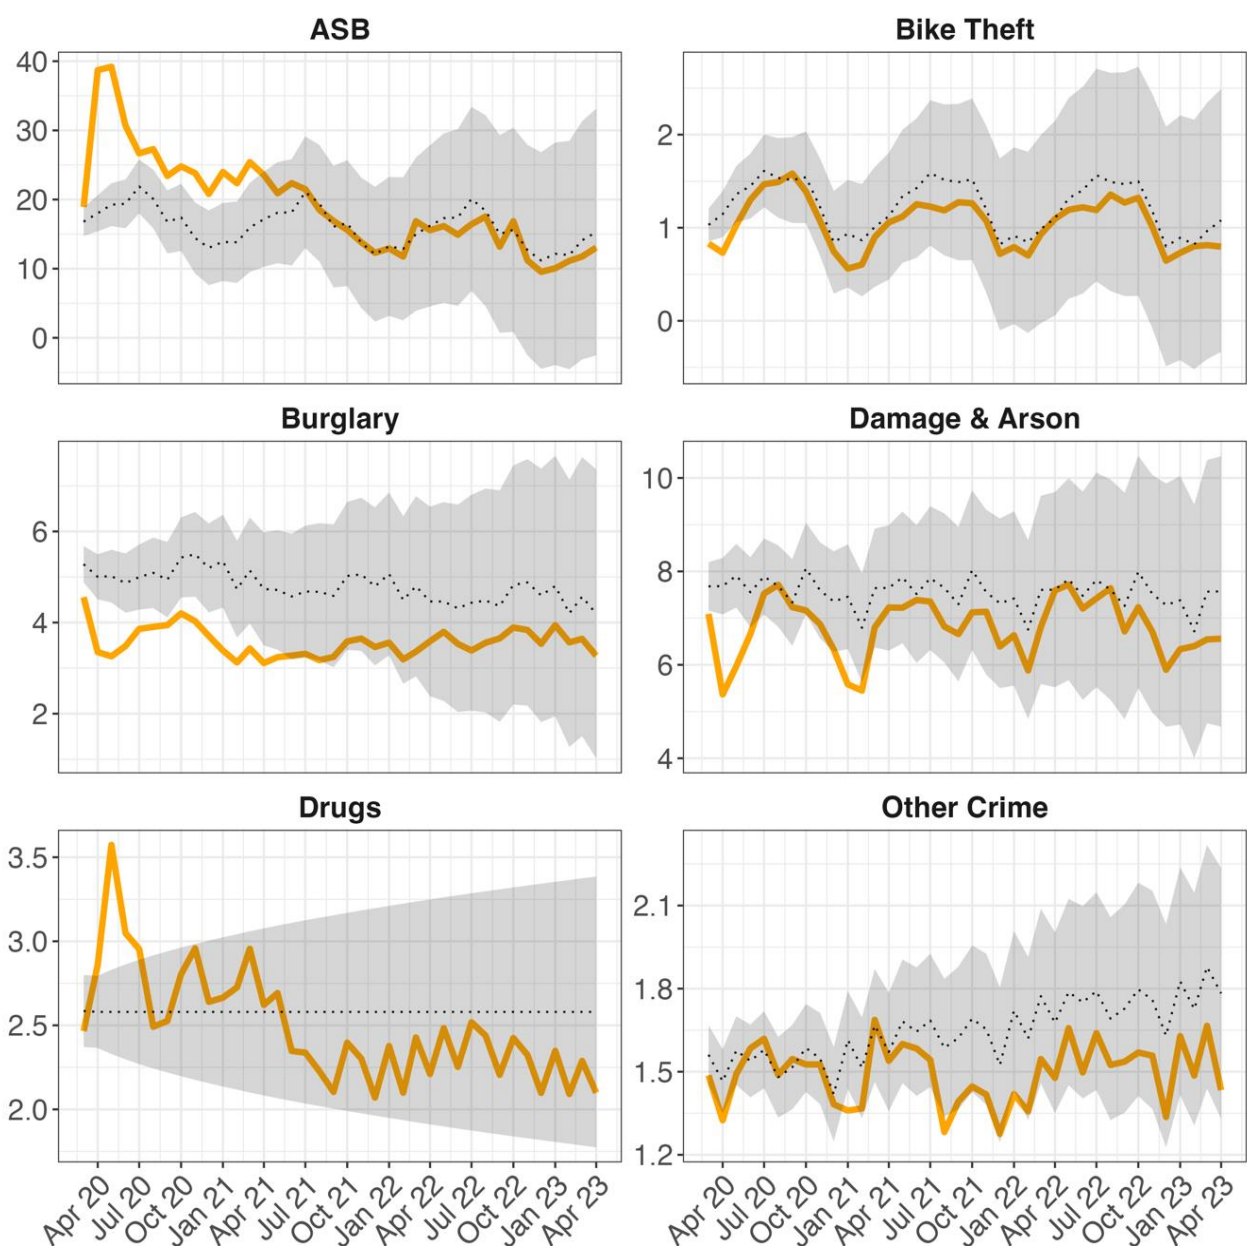 ASB
Bike Theft
40
30
20
10
0
2
1
0
Burglary
Damage & Arson
6
4
2
10
8
6
4
Drugs
Other Crime
3.5
3.0
2.5
2.0
2.1
1.8
1.5
1.2
Apr 20 Jul 20 Oct 20 Jan 21 Apr 21 Jul 21 Oct 21 Jan 22 Apr 22 Jul 22 Oct 22 Jan 23 Apr 23
Apr 20 Jul 20 Oct 20 Jan 21 Apr 21 Jul 21 Oct 21 Jan 22 Apr 22 Jul 22 Oct 22 Jan 23 Apr 23